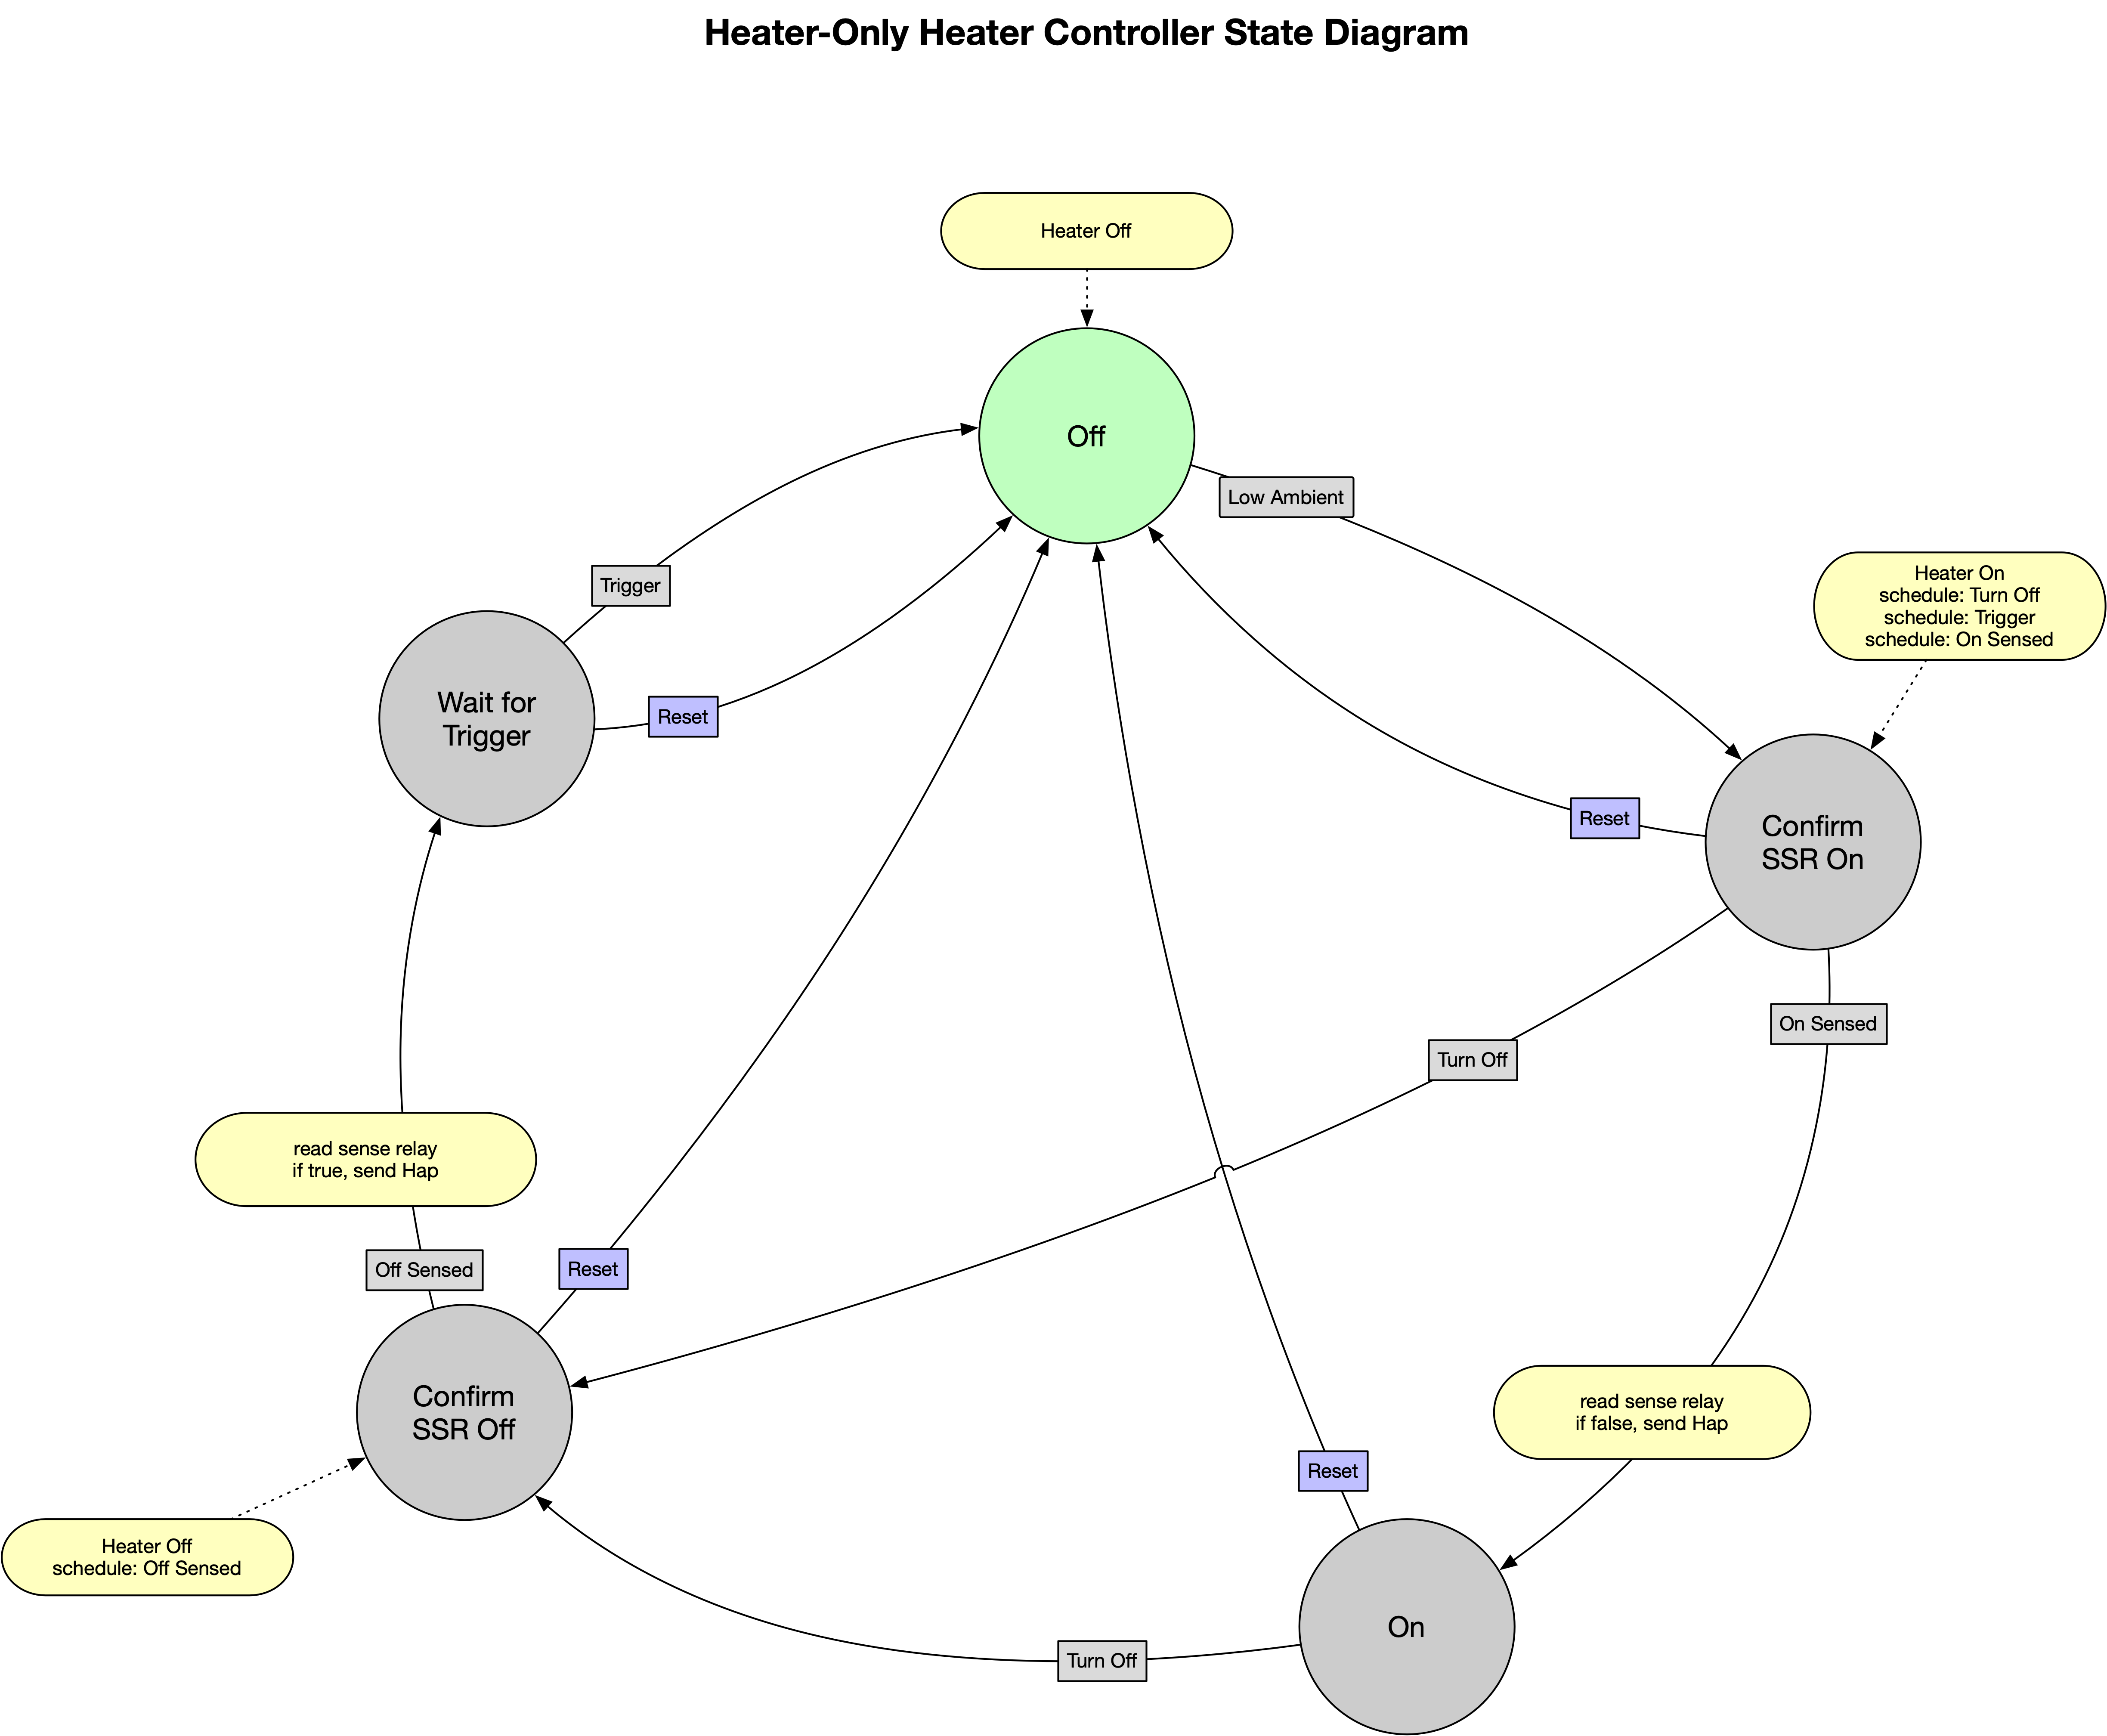 Heater-Only Heater Controller State Diagram
Heater Off
Off
Low Ambient
Heater On
schedule: Turn Off
schedule: Trigger
schedule: On Sensed
Trigger
Wait for
Trigger
Reset
Reset
Confirm
SSR On
On Sensed
Turn Off
read sense relay
if true, send Hap
Off Sensed
Reset
Confirm
SSR Off
read sense relay
if false, send Hap
Reset
Heater Off
schedule: Off Sensed
On
Turn Off